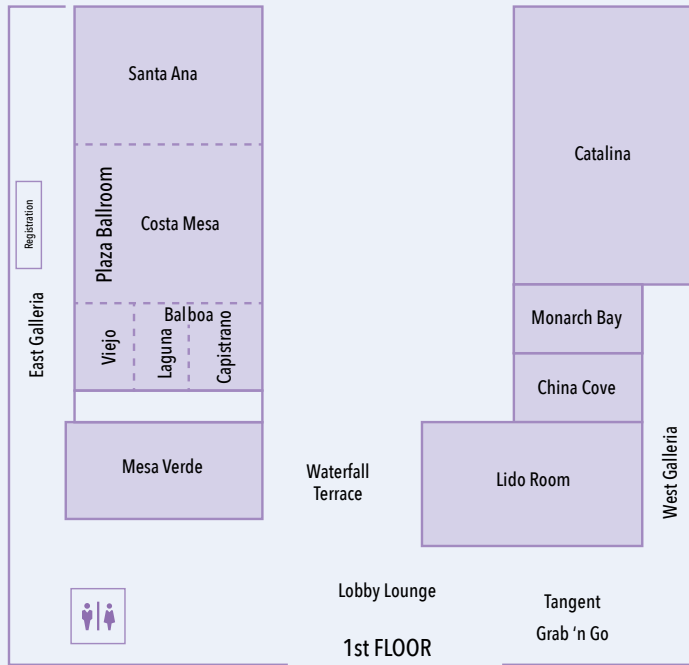 Santa Ana
Catalina
Plaza Ballroom
Costa Mesa
Registration
East Galleria
Balboa
Viejo
Laguna
Capistrano
Monarch Bay
China Cove
Mesa Verde
Waterfall
Terrace
Lido Room
West Galleria
Lobby Lounge
Tangent
Grab ‘n Go
1st FLOOR